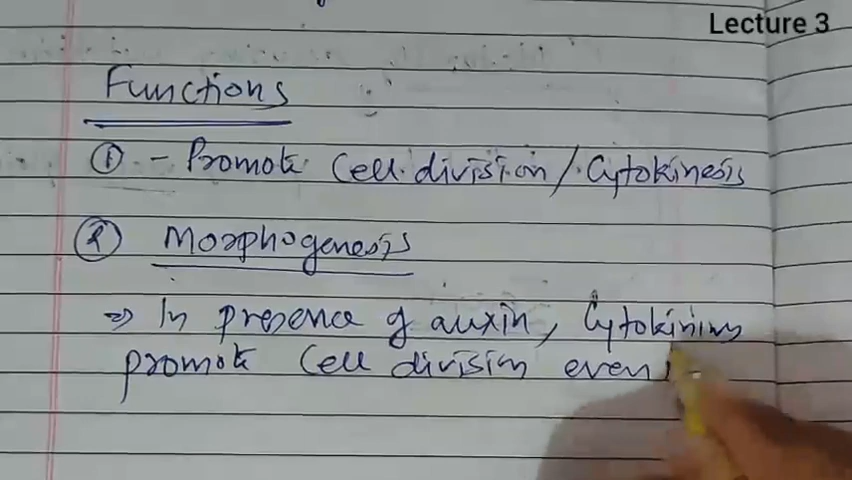 Lecture 3
Functions
① - Promote Cell division / Cytokinesis
② Morphogenesis
⇒ In presence of auxin, Cytokinins
promote Cell division even